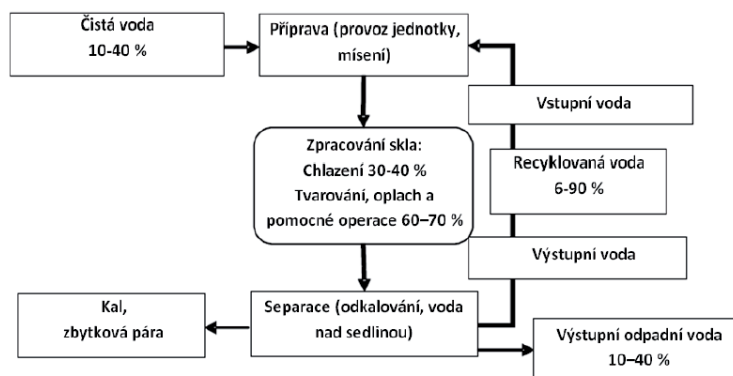 Čistá voda
10-40 %
Příprava (provoz jednotky,
mísení)
Vstupní voda
Zpracování skla:
Chlazení 30-40 %
Tvarování, oplach a
pomocné operace 60–70 %
Recyklovaná voda
6-90 %
Výstupní voda
Kal,
zbytková pára
Separace (odkalování, voda
nad sedlinou)
Výstupní odpadní voda
10–40 %